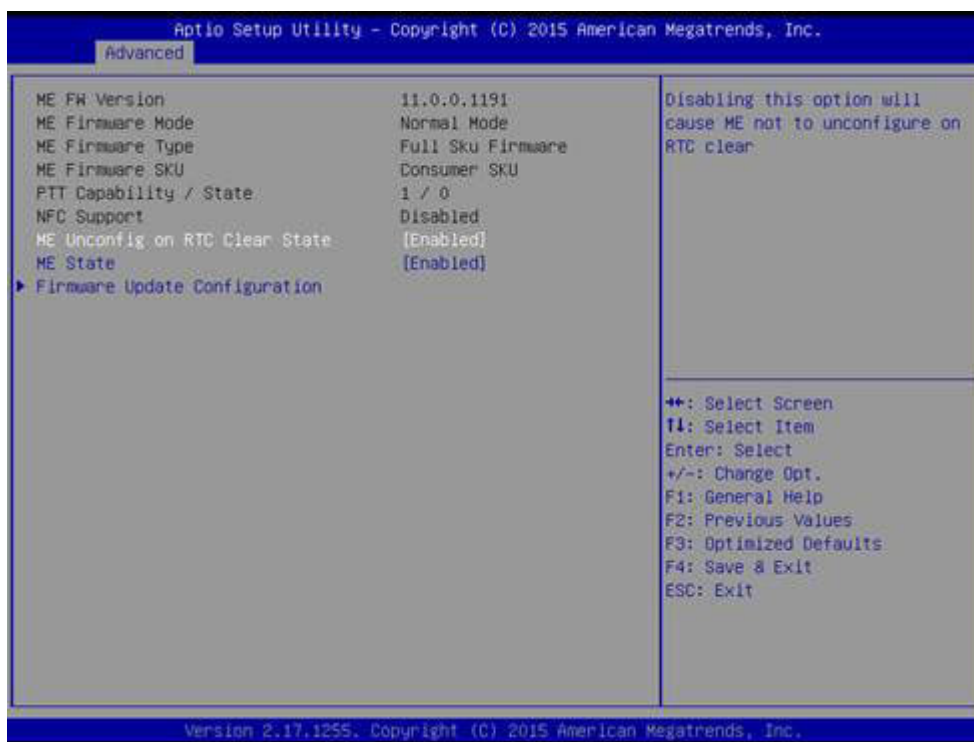 Aptio Setup Utility – Copyright (C) 2015 American Megatrends, Inc.
Advanced
ME FW Version 11.0.0.1191
ME Firmware Mode Normal Mode
ME Firmware Type Full Sku Firmware
ME Firmware SKU Consumer SKU
PTT Capability / State 1 / 0
NFC Support Disabled
ME Unconfig on RTC Clear State [Enabled]
ME State [Enabled]
Firmware Update Configuration
Disabling this option will
cause ME not to unconfigure on
RTC clear
→←: Select Screen
↑↓: Select Item
Enter: Select
+/-: Change Opt.
F1: General Help
F2: Previous Values
F3: Optimized Defaults
F4: Save & Exit
ESC: Exit
Version 2.17.1255. Copyright (C) 2015 American Megatrends, Inc.